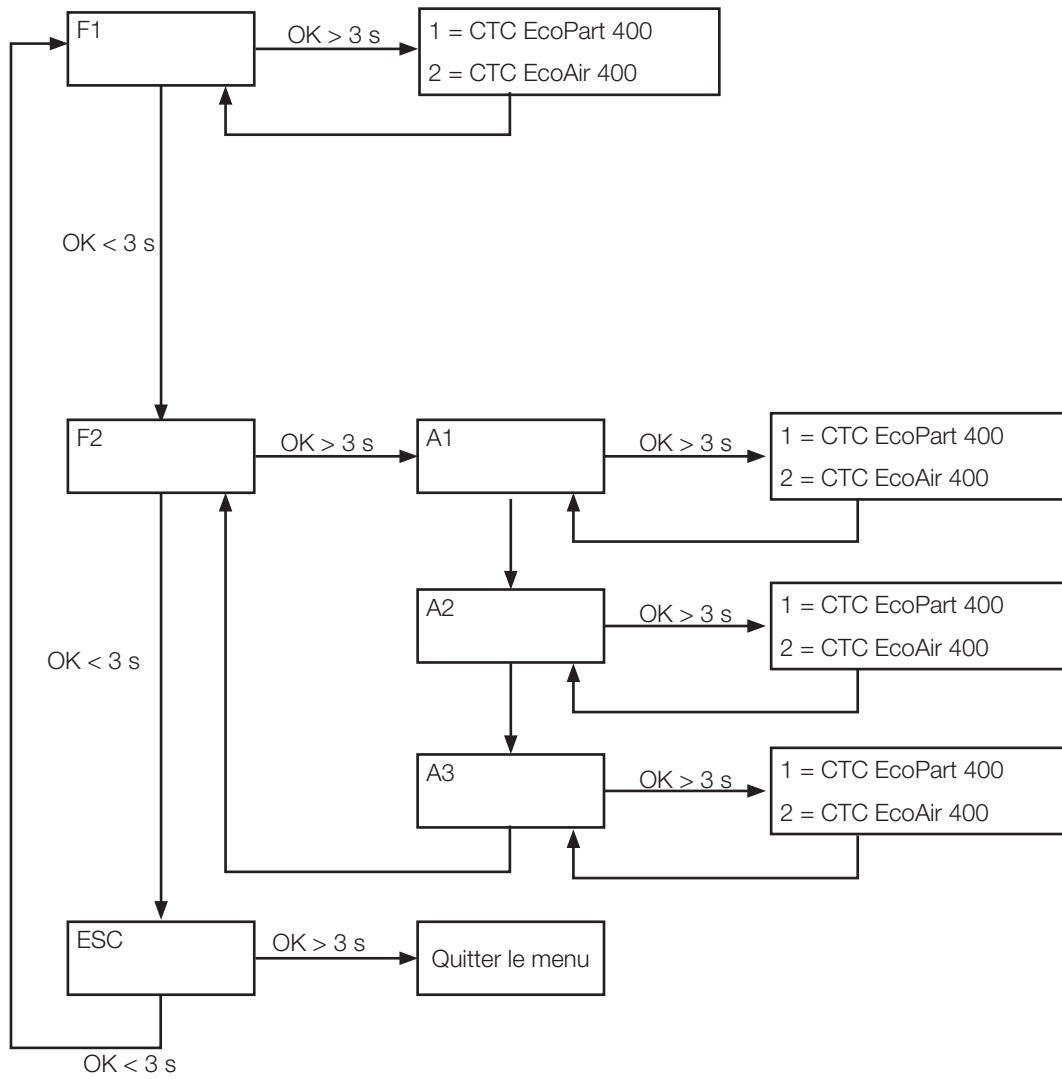 F1
OK > 3 s
1 = CTC EcoPart 400
2 = CTC EcoAir 400
OK < 3 s
F2
OK > 3 s
A1
OK > 3 s
1 = CTC EcoPart 400
2 = CTC EcoAir 400
A2
OK > 3 s
1 = CTC EcoPart 400
2 = CTC EcoAir 400
OK < 3 s
A3
OK > 3 s
1 = CTC EcoPart 400
2 = CTC EcoAir 400
ESC
OK > 3 s
Quitter le menu
OK < 3 s